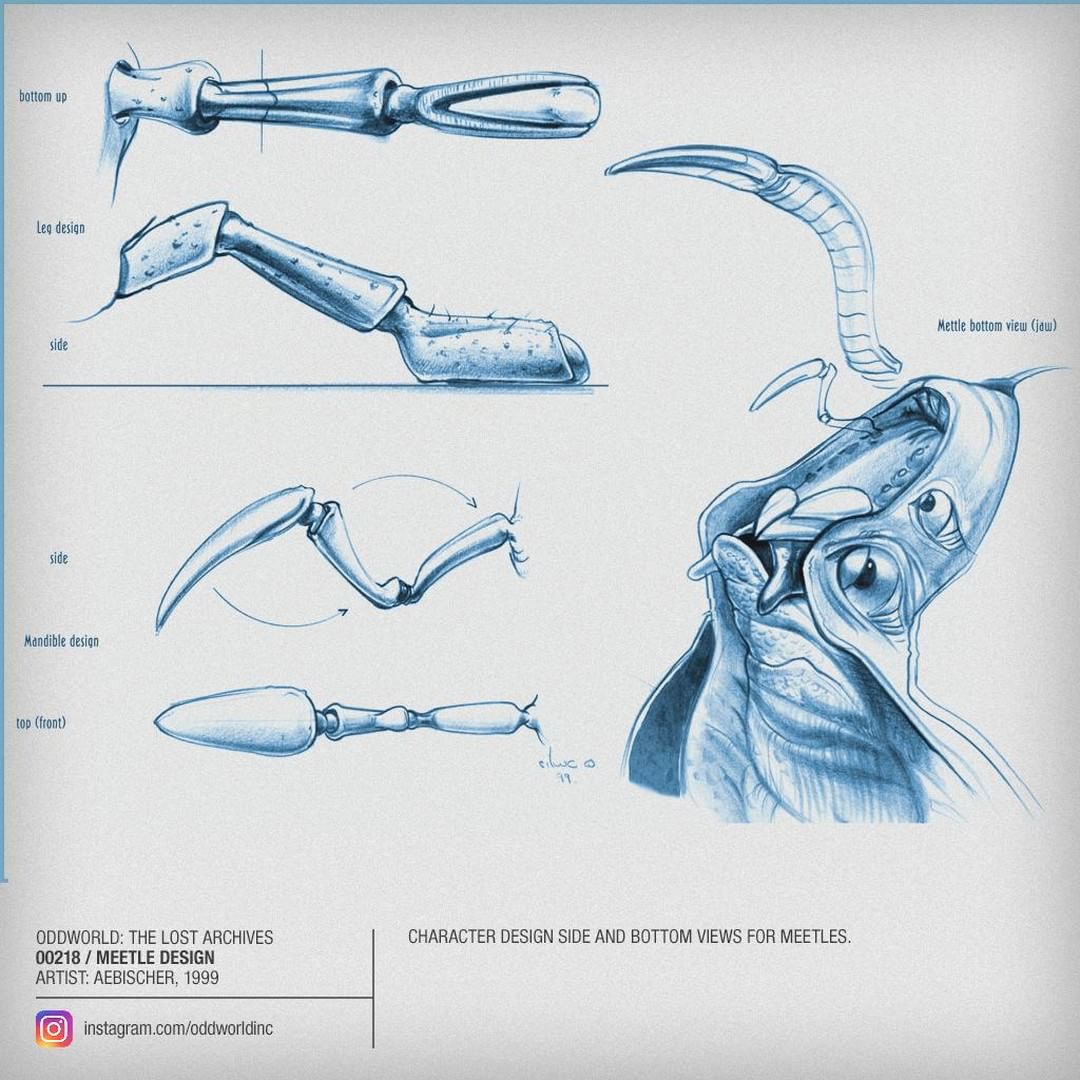 bottom up
Leg design
side
Mettle bottom view (jaw)
side
Mandible design
top (front)
99
ODDWORLD: THE LOST ARCHIVES
00218 / MEETLE DESIGN
ARTIST: AEBISCHER, 1999
instagram.com/oddworldinc
CHARACTER DESIGN SIDE AND BOTTOM VIEWS FOR MEETLES.